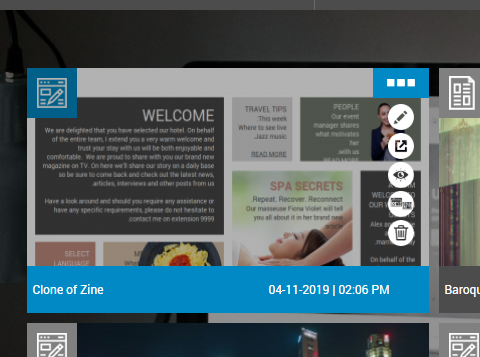 WELCOME
We are delighted that you have selected our hotel. On behalf
of the entire team, I extend you a very warm welcome and
trust your stay with us will be both enjoyable and
comfortable. We are proud to share with you our brand new
magazine on TV. On here we'll share our story on a daily base
so be sure to come back and check out the latest news,
.articles, interviews and other posts from us
Have a look around and should you require any assistance or
have any specific requirements, please do not hesitate to
.contact me on extension 9999
TRAVEL TIPS
This week
Where to see live
Jazz music
READ MORE
PEOPLE
Our event
manager shares
what motivates
her
with us
READ MORE
SPA SECRETS
Repeat. Recover. Reconnect
Our masseuse Fiona Violet will tell
you all about it in her brand new
WELCOME TO
Alex
On behalf of the
SELECT
LANGUAGE
Clone of Zine
04-11-2019 | 02:06 PM
Baroqu